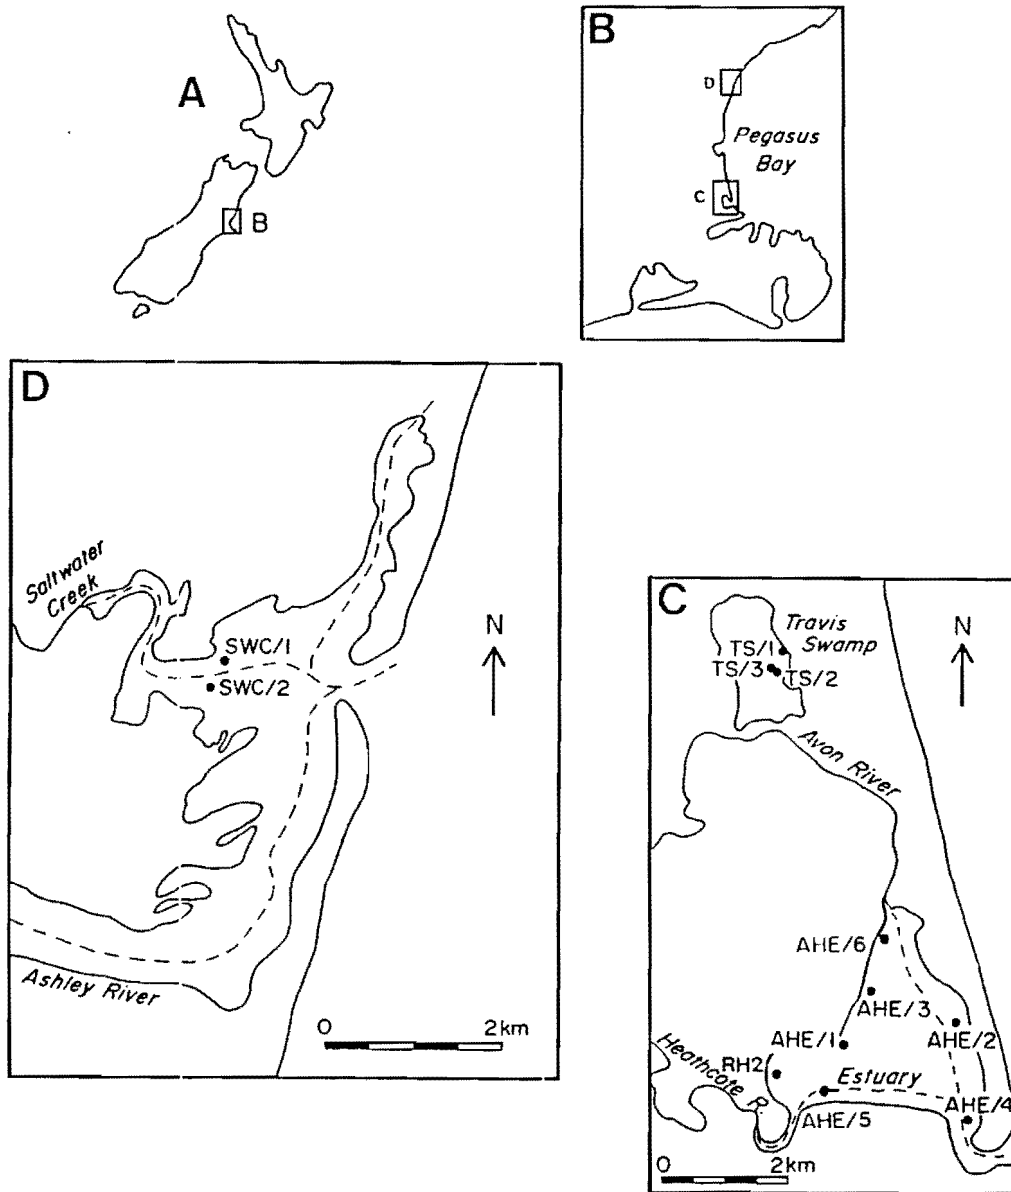 A
B
B
D
Pegasus
Bay
C
D
Saltwater
Creek
SWC/1
SWC/2
N
Ashley River
0 2km
C
Travis
Swamp
TS/1
TS/3
TS/2
N
Avon River
AHE/6
AHE/3
AHE/2
AHE/1
RH2
Heathcote R.
Estuary
AHE/5
AHE/4
0 2km